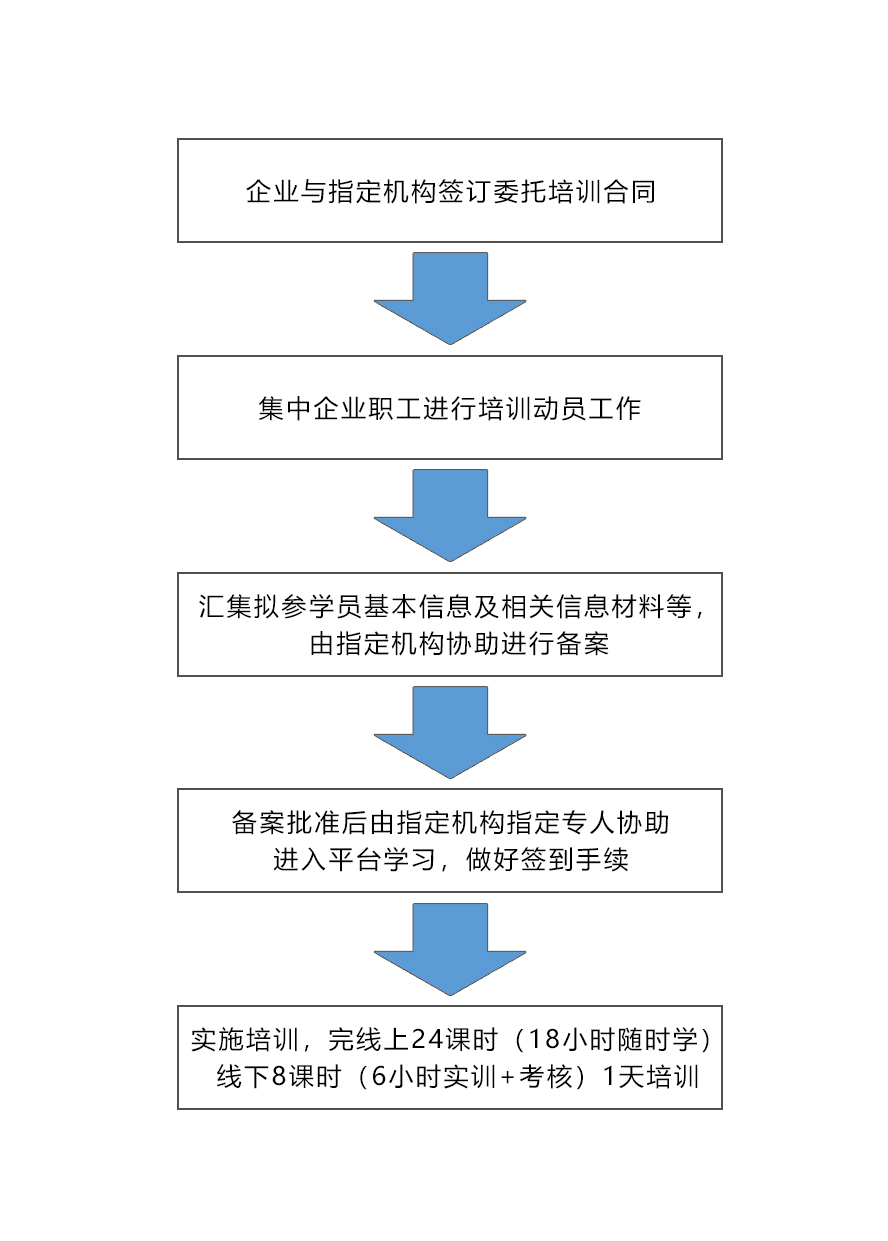 企业与指定机构签订委托培训合同
集中企业职工进行培训动员工作
汇集拟参学员基本信息及相关信息材料等，
由指定机构协助进行备案
备案批准后由指定机构指定专人协助
进入平台学习，做好签到手续
实施培训，完线上24课时（18小时随时学）
线下8课时（6小时实训+考核）1天培训